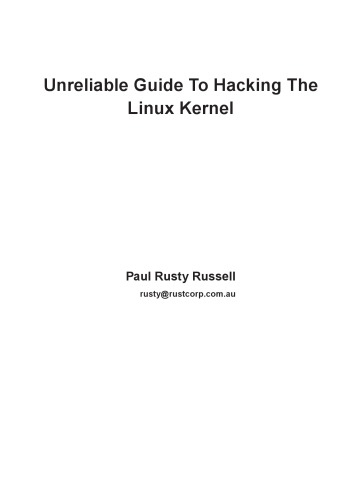 Unreliable Guide To Hacking The
Linux Kernel
Paul Rusty Russell
rusty@rustcorp.com.au